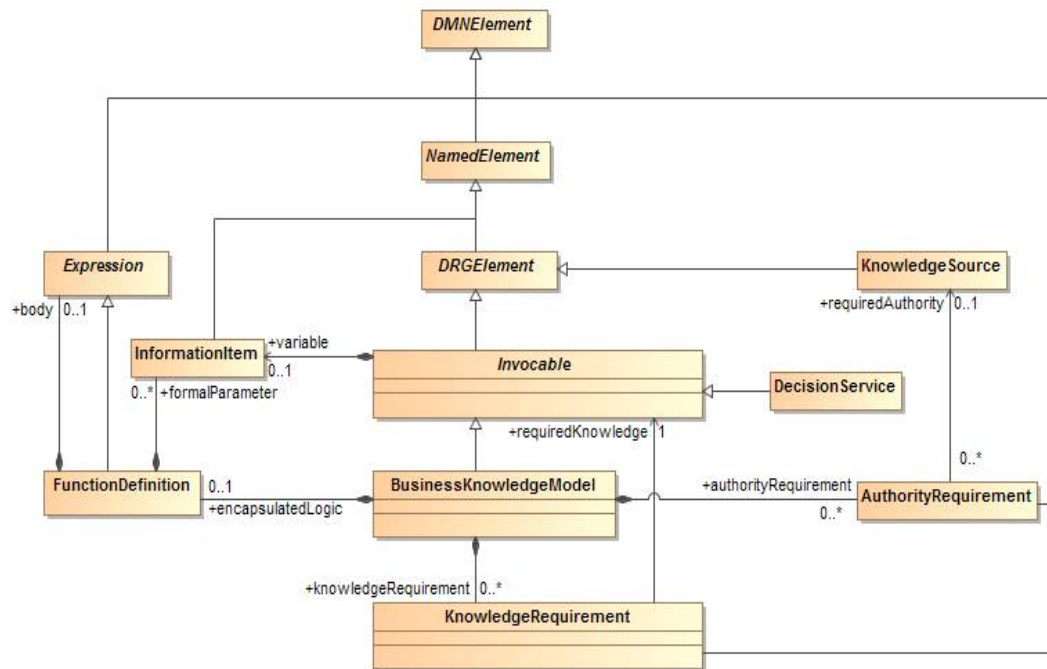 DMNElement
NamedElement
Expression
DRGElement
KnowledgeSource
+body 0..1
+requiredAuthority 0..1
InformationItem
+variable
0..1
Invocable
0..* +formalParameter
DecisionService
+requiredKnowledge 1
0..*
FunctionDefinition
0..1
+encapsulatedLogic
BusinessKnowledgeModel
+authorityRequirement
0..*
AuthorityRequirement
+knowledgeRequirement 0..*
KnowledgeRequirement